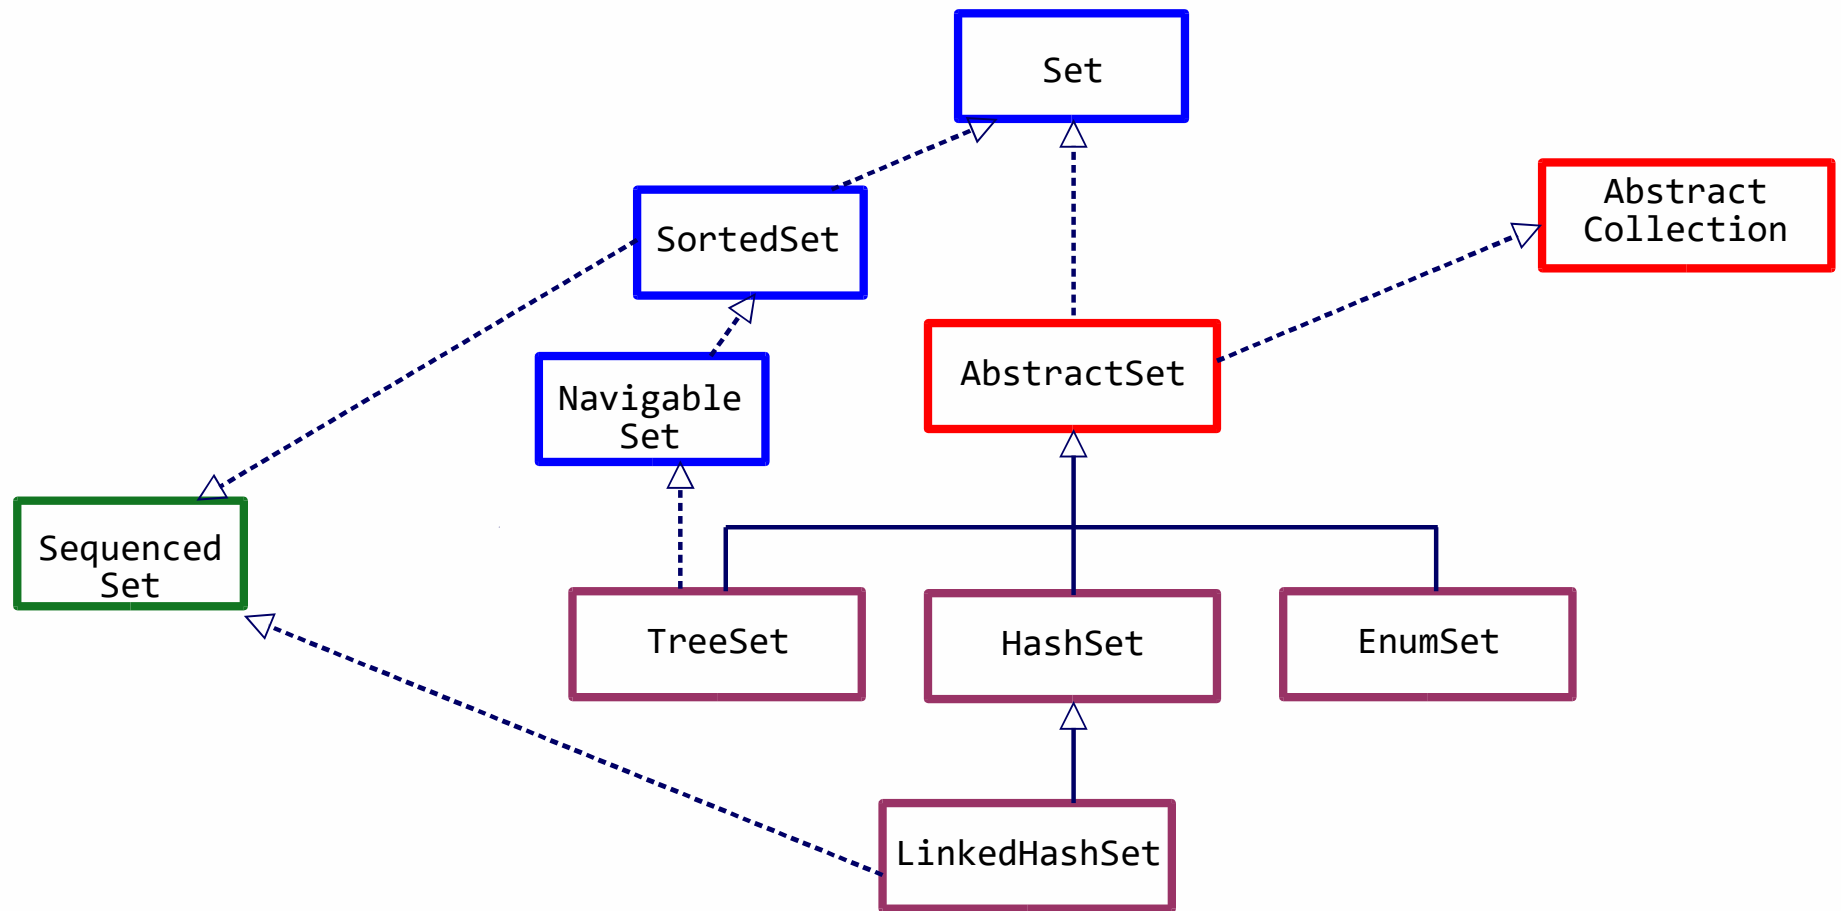 Set
Abstract
Collection
SortedSet
AbstractSet
Navigable
Set
Sequenced
Set
TreeSet
HashSet
EnumSet
LinkedHashSet